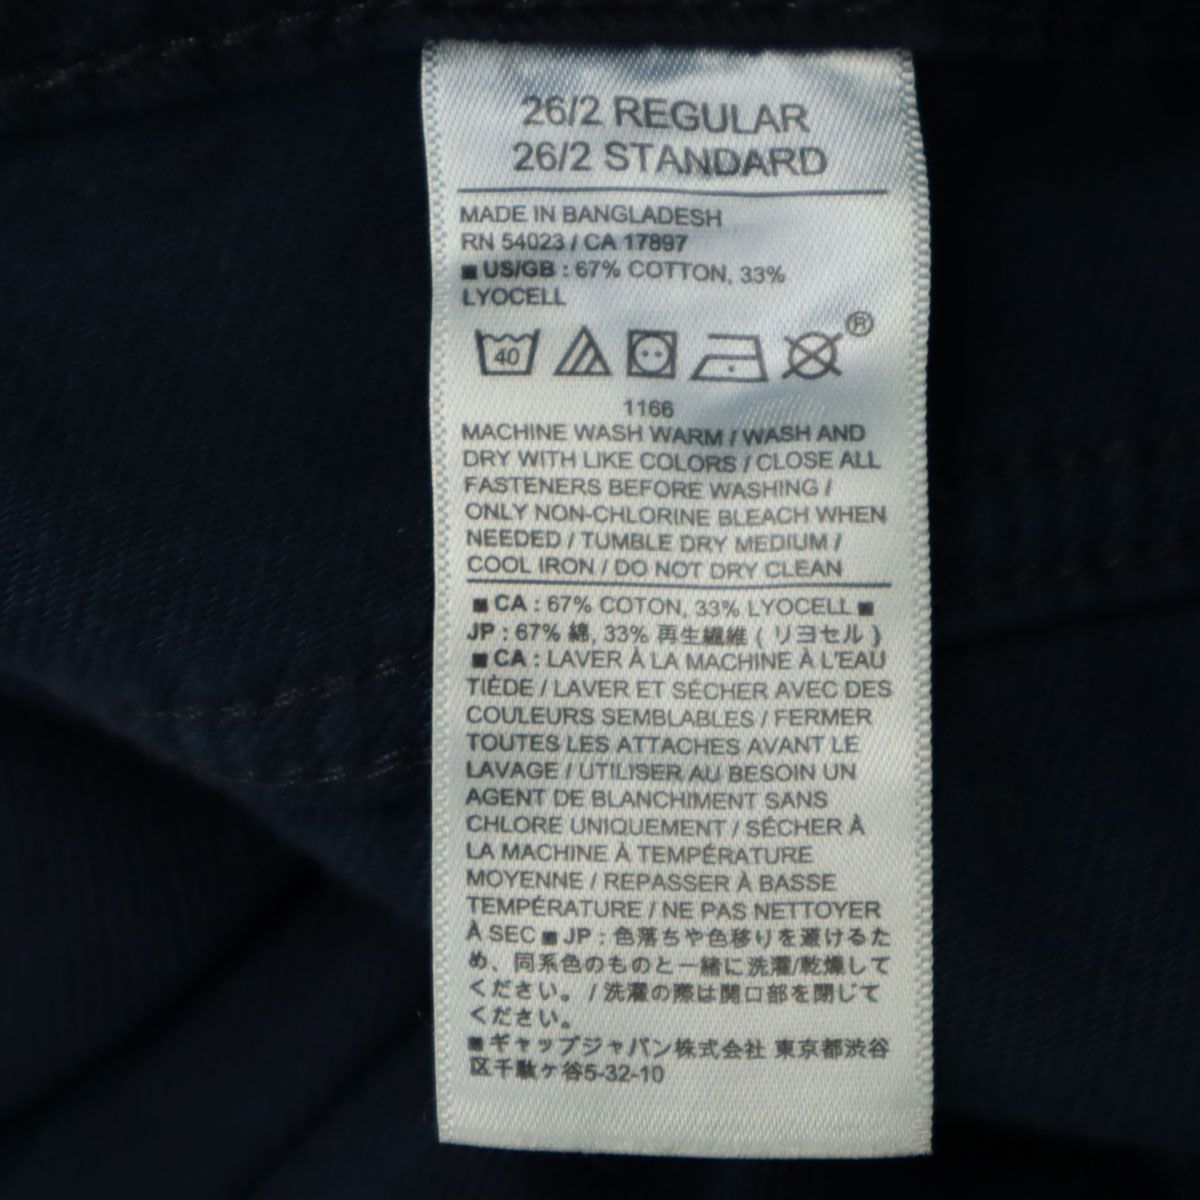 26/2 REGULAR
26/2 STANDARD
MADE IN BANGLADESH
RN 54023 / CA 17897
■ US/GB : 67% COTTON, 33%
LYOCELL
40 ®
1166
MACHINE WASH WARM / WASH AND
DRY WITH LIKE COLORS / CLOSE ALL
FASTENERS BEFORE WASHING /
ONLY NON-CHLORINE BLEACH WHEN
NEEDED / TUMBLE DRY MEDIUM /
COOL IRON / DO NOT DRY CLEAN
■ CA : 67% COTON, 33% LYOCELL ■
JP : 67% 綿, 33% 再生繊維 ( リヨセル )
■ CA : LAVER À LA MACHINE À L'EAU
TIÈDE / LAVER ET SÉCHER AVEC DES
COULEURS SEMBLABLES / FERMER
TOUTES LES ATTACHES AVANT LE
LAVAGE / UTILISER AU BESOIN UN
AGENT DE BLANCHIMENT SANS
CHLORE UNIQUEMENT / SÉCHER À
LA MACHINE À TEMPÉRATURE
MOYENNE / REPASSER À BASSE
TEMPÉRATURE / NE PAS NETTOYER
À SEC ■ JP : 色落ちや色移りを避けるた
め、同系色のものと一緒に洗濯/乾燥して
ください。 / 洗濯の際は開口部を閉じて
ください。
■ ギャップジャパン株式会社 東京都渋谷
区千駄ヶ谷5-32-10